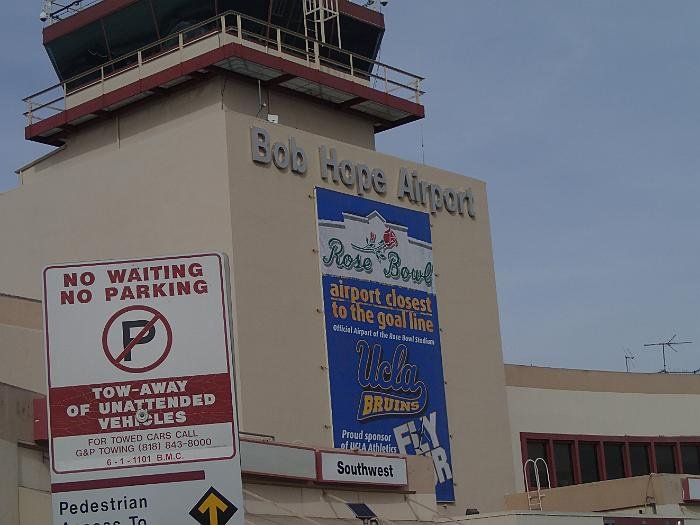 Bob Hope Airport
Rose Bowl
airport closest
to the goal line
Official Airport of the Rose Bowl Stadium
Ucla
BRUINS
Proud sponsor
of UCLA Athletics
FLY
Southwest
NO WAITING
NO PARKING
P
TOW-AWAY
OF UNATTENDED
VEHICLES
FOR TOWED CARS CALL
G&P TOWING (818) 843-8000
6-1-1101 B.M.C.
Pedestrian
Access To